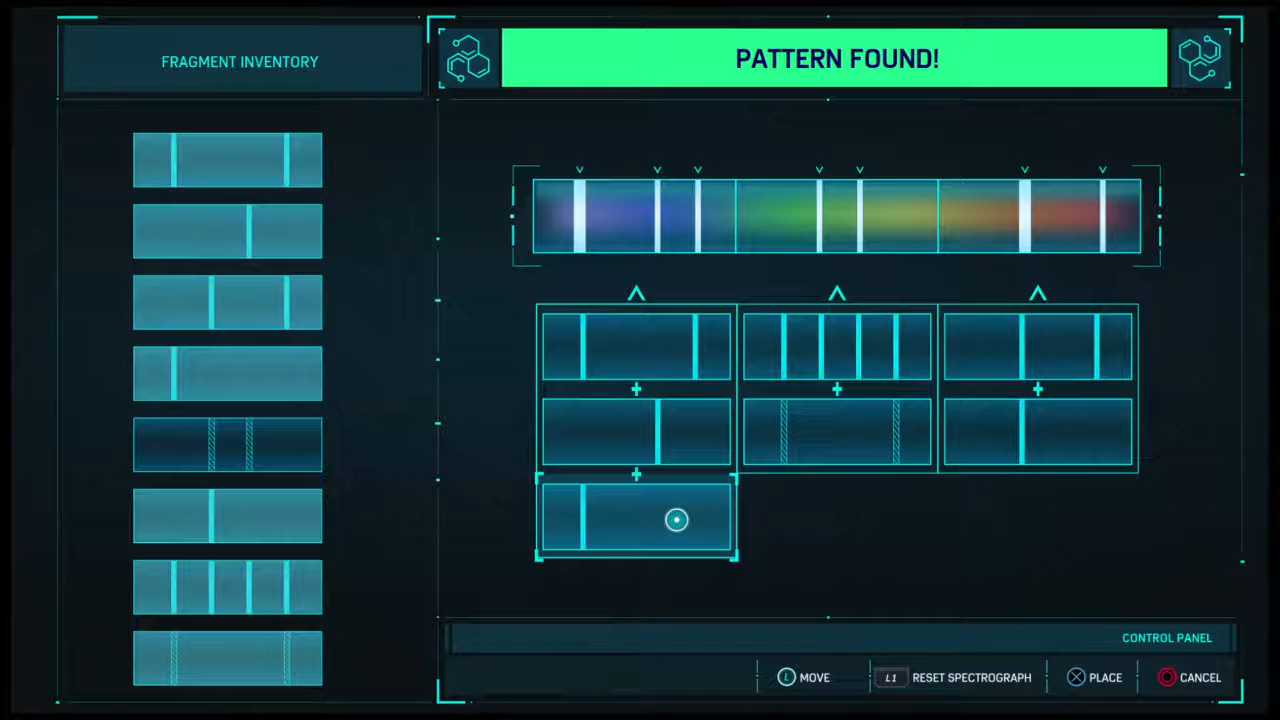 FRAGMENT INVENTORY
PATTERN FOUND!
CONTROL PANEL
L MOVE
L1 RESET SPECTROGRAPH
PLACE
CANCEL